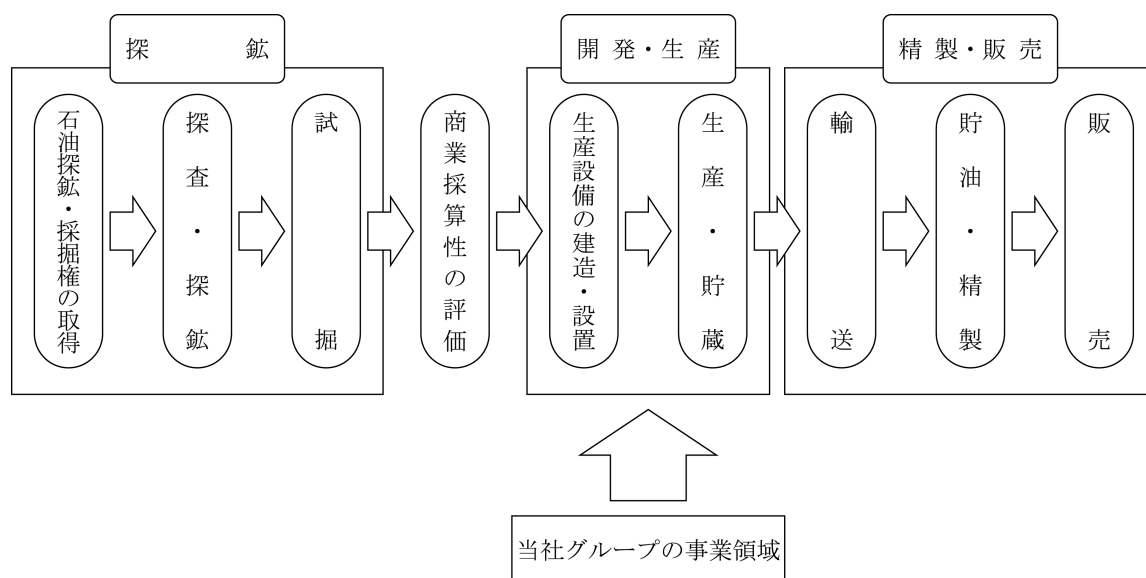 探鉱
石油探鉱・採掘権の取得
探査・探鉱
試掘
商業採算性の評価
開発・生産
生産設備の建造・設置
生産・貯蔵
精製・販売
輸送
貯油・精製
販売
当社グループの事業領域